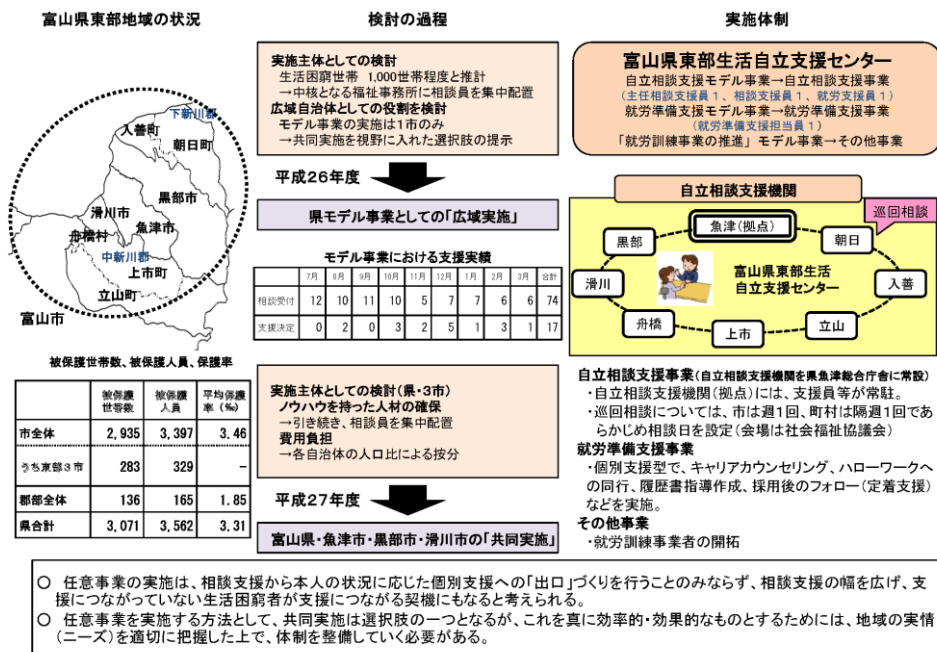 富山県東部地域の状況
下新川郡
入善町
朝日町
黒部市
滑川市
魚津市
舟橋村
中新川郡
上市町
立山町
富山市
被保護世帯数、被保護人員、保護率
被保護世帯数 被保護人員 平均保護率（‰）
市全体 2,935 3,397 3.46
うち東部3市 283 329 －
郡部全体 136 165 1.85
県合計 3,071 3,562 3.31
検討の過程
実施主体としての検討
生活困窮世帯 1,000世帯程度と推計
→中核となる福祉事務所に相談員を集中配置
広域自治体としての役割を検討
モデル事業の実施は1市のみ
→共同実施を視野に入れた選択肢の提示
平成26年度
県モデル事業としての「広域実施」
モデル事業における支援実績
7月 8月 9月 10月 11月 12月 1月 2月 3月 合計
相談受付 12 10 11 10 5 7 7 6 6 74
支援決定 0 2 0 3 2 5 1 3 1 17
実施主体としての検討(県・3市)
ノウハウを持った人材の確保
→引き続き、相談員を集中配置
費用負担
→各自治体の人口比による按分
平成27年度
富山県・魚津市・黒部市・滑川市の「共同実施」
実施体制
富山県東部生活自立支援センター
自立相談支援モデル事業→自立相談支援事業
（主任相談支援員1、相談支援員1、就労支援員1）
就労準備支援モデル事業→就労準備支援事業
（就労準備支援担当員1）
「就労訓練事業の推進」モデル事業→その他事業
自立相談支援機関
巡回相談
魚津(拠点)
黒部
朝日
滑川
入善
富山県東部生活
自立支援センター
舟橋
上市
立山
自立相談支援事業(自立相談支援機関を県魚津総合庁舎に常設)
・自立相談支援機関(拠点)には、支援員等が常駐。
・巡回相談については、市は週1回、町村は隔週1回であ
らかじめ相談日を設定(会場は社会福祉協議会)
就労準備支援事業
・個別支援型で、キャリアカウンセリング、ハローワークへ
の同行、履歴書指導作成、採用後のフォロー(定着支援)
などを実施。
その他事業
・就労訓練事業者の開拓
○ 任意事業の実施は、相談支援から本人の状況に応じた個別支援への「出口」づくりを行うことのみならず、相談支援の幅を広げ、支
援につながっていない生活困窮者が支援につながる契機にもなると考えられる。
○ 任意事業を実施する方法として、共同実施は選択肢の一つとなるが、これを真に効率的・効果的なものとするためには、地域の実情
(ニーズ)を適切に把握した上で、体制を整備していく必要がある。